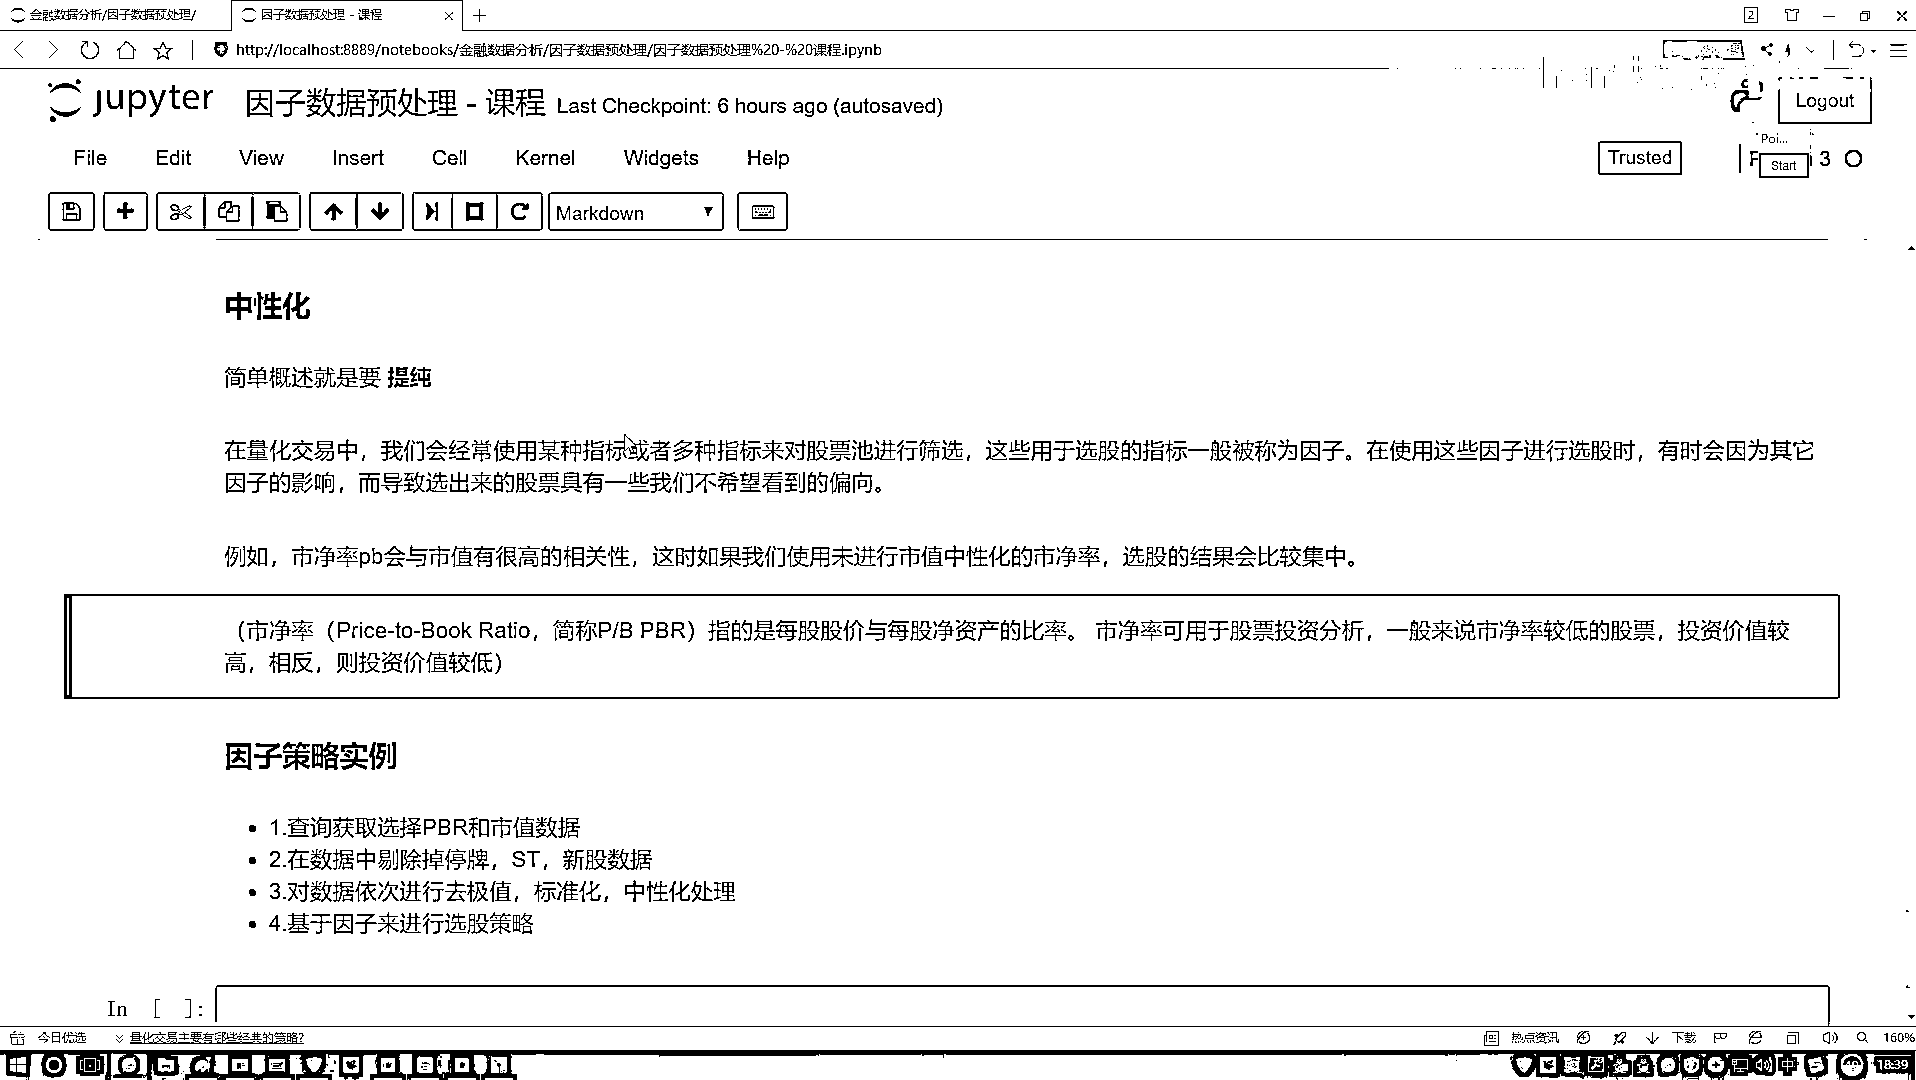 金融数据分析/因子数据预处理/
因子数据预处理 - 课程
2
http://localhost:8889/notebooks/金融数据分析/因子数据预处理/因子数据预处理%20-%20课程.ipynb
jupyter 因子数据预处理 - 课程 Last Checkpoint: 6 hours ago (autosaved)
Logout
Poi...
File Edit View Insert Cell Kernel Widgets Help
Trusted
Start
3
Markdown
中性化
简单概述就是要 提纯
在量化交易中，我们会经常使用某种指标或者多种指标来对股票池进行筛选，这些用于选股的指标一般被称为因子。在使用这些因子进行选股时，有时会因为其它
因子的影响，而导致选出来的股票具有一些我们不希望看到的偏向。
例如，市净率pb会与市值有很高的相关性，这时如果我们使用未进行市值中性化的市净率，选股的结果会比较集中。
（市净率（Price-to-Book Ratio，简称P/B PBR）指的是每股股价与每股净资产的比率。 市净率可用于股票投资分析，一般来说市净率较低的股票，投资价值较
高，相反，则投资价值较低）
因子策略实例
1.查询获取选择PBR和市值数据
2.在数据中剔除掉停牌，ST，新股数据
3.对数据依次进行去极值，标准化，中性化处理
4.基于因子来进行选股策略
In [ ]:
今日优选
量化交易主要有哪些经典的策略?
热点资讯
下载
160%
中
18:39